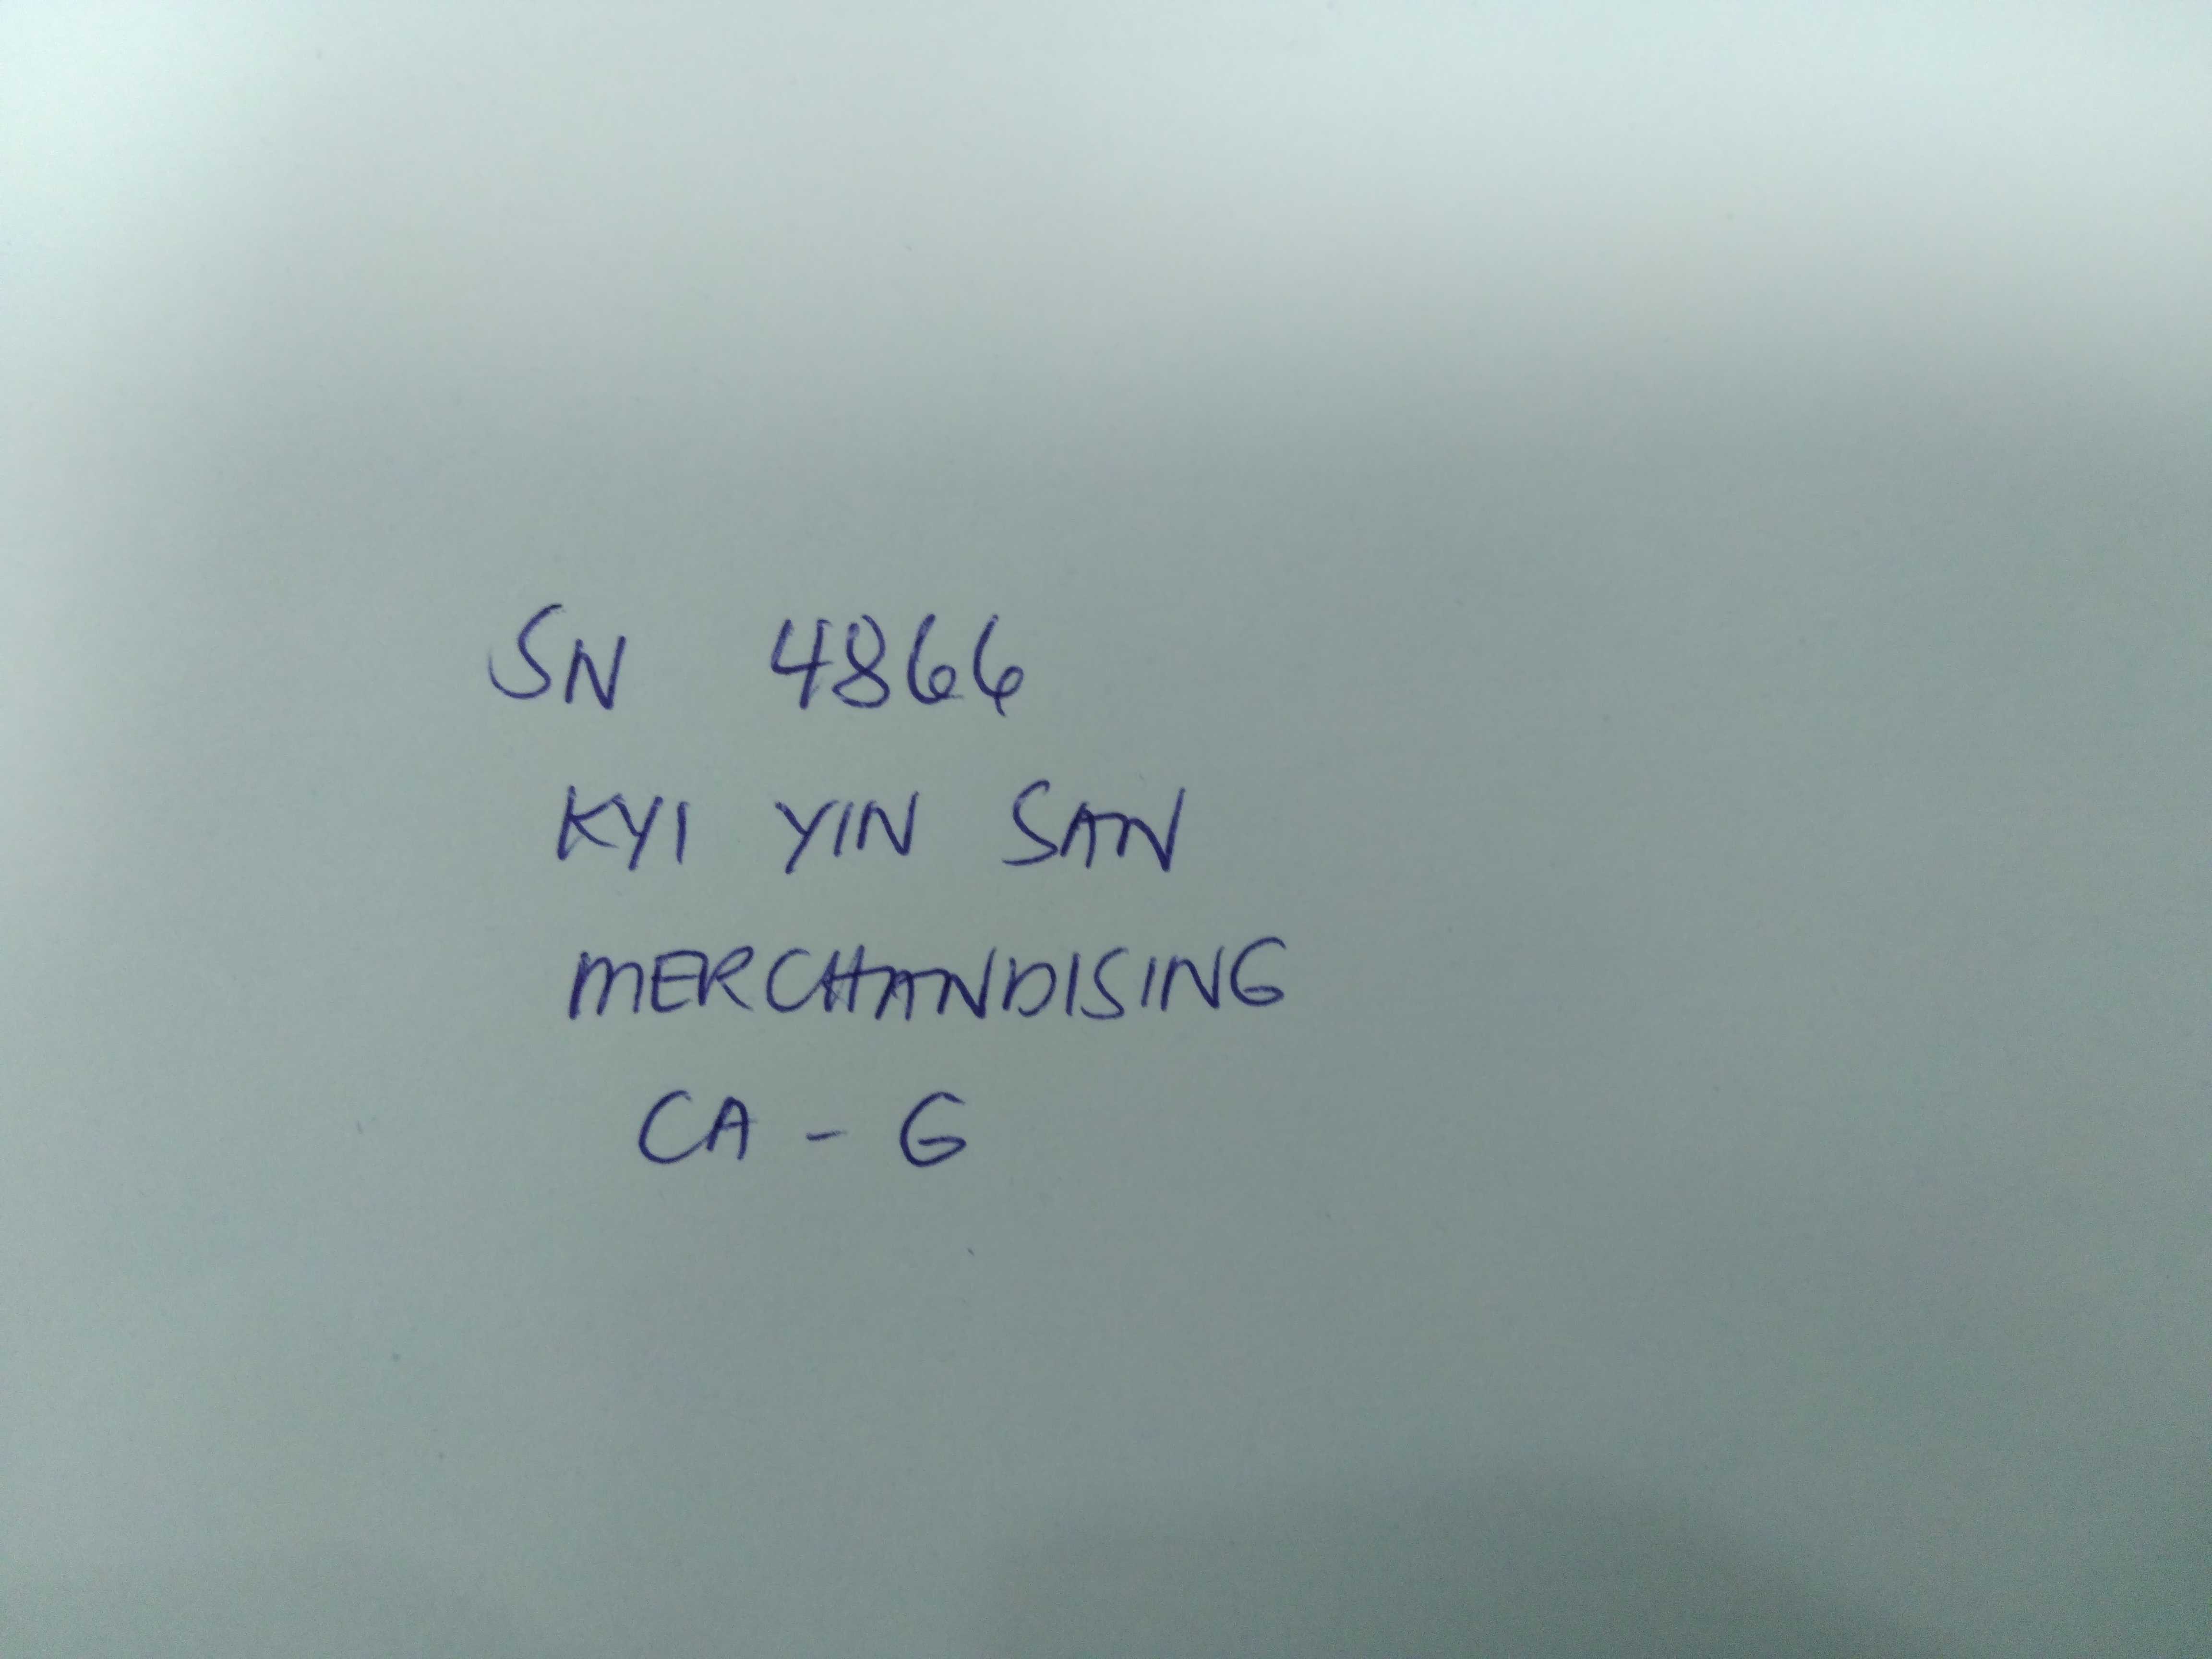 SN 4866
KYI YIN SAN
MERCHANDISING
CA - G